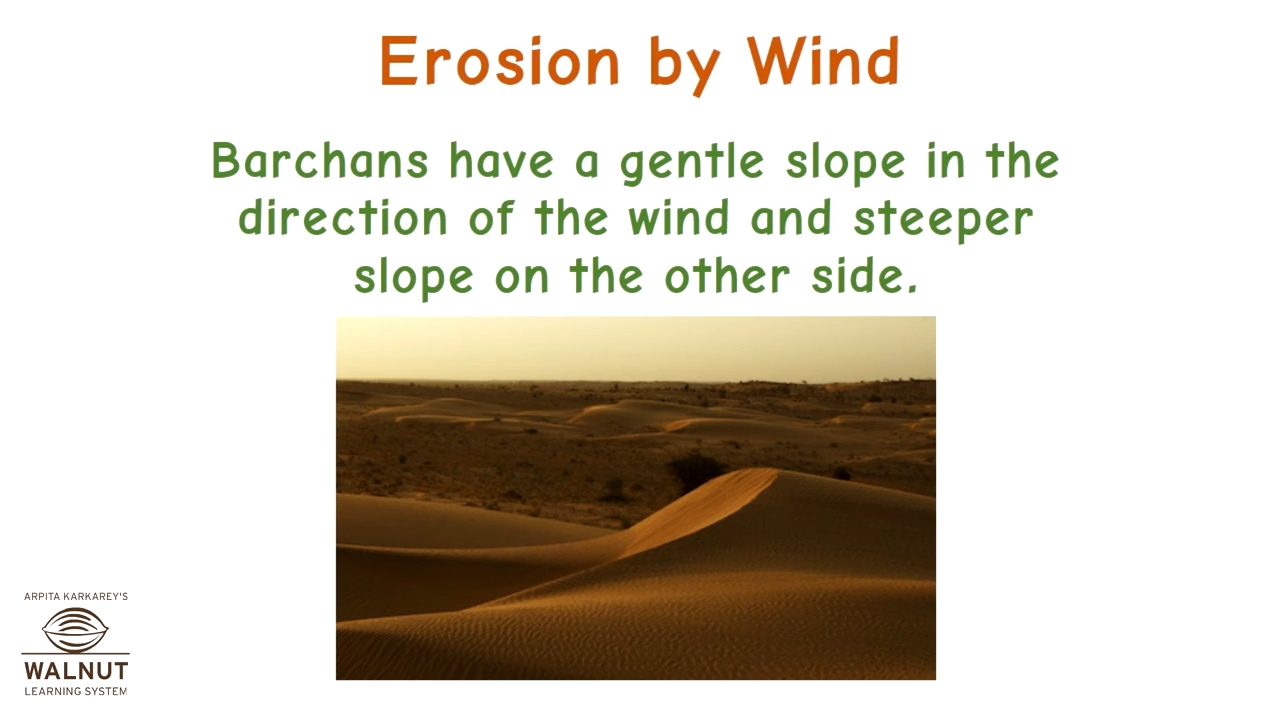 Erosion by Wind
Barchans have a gentle slope in the
direction of the wind and steeper
slope on the other side.
ARPITA KARKAREY'S
WALNUT
LEARNING SYSTEM